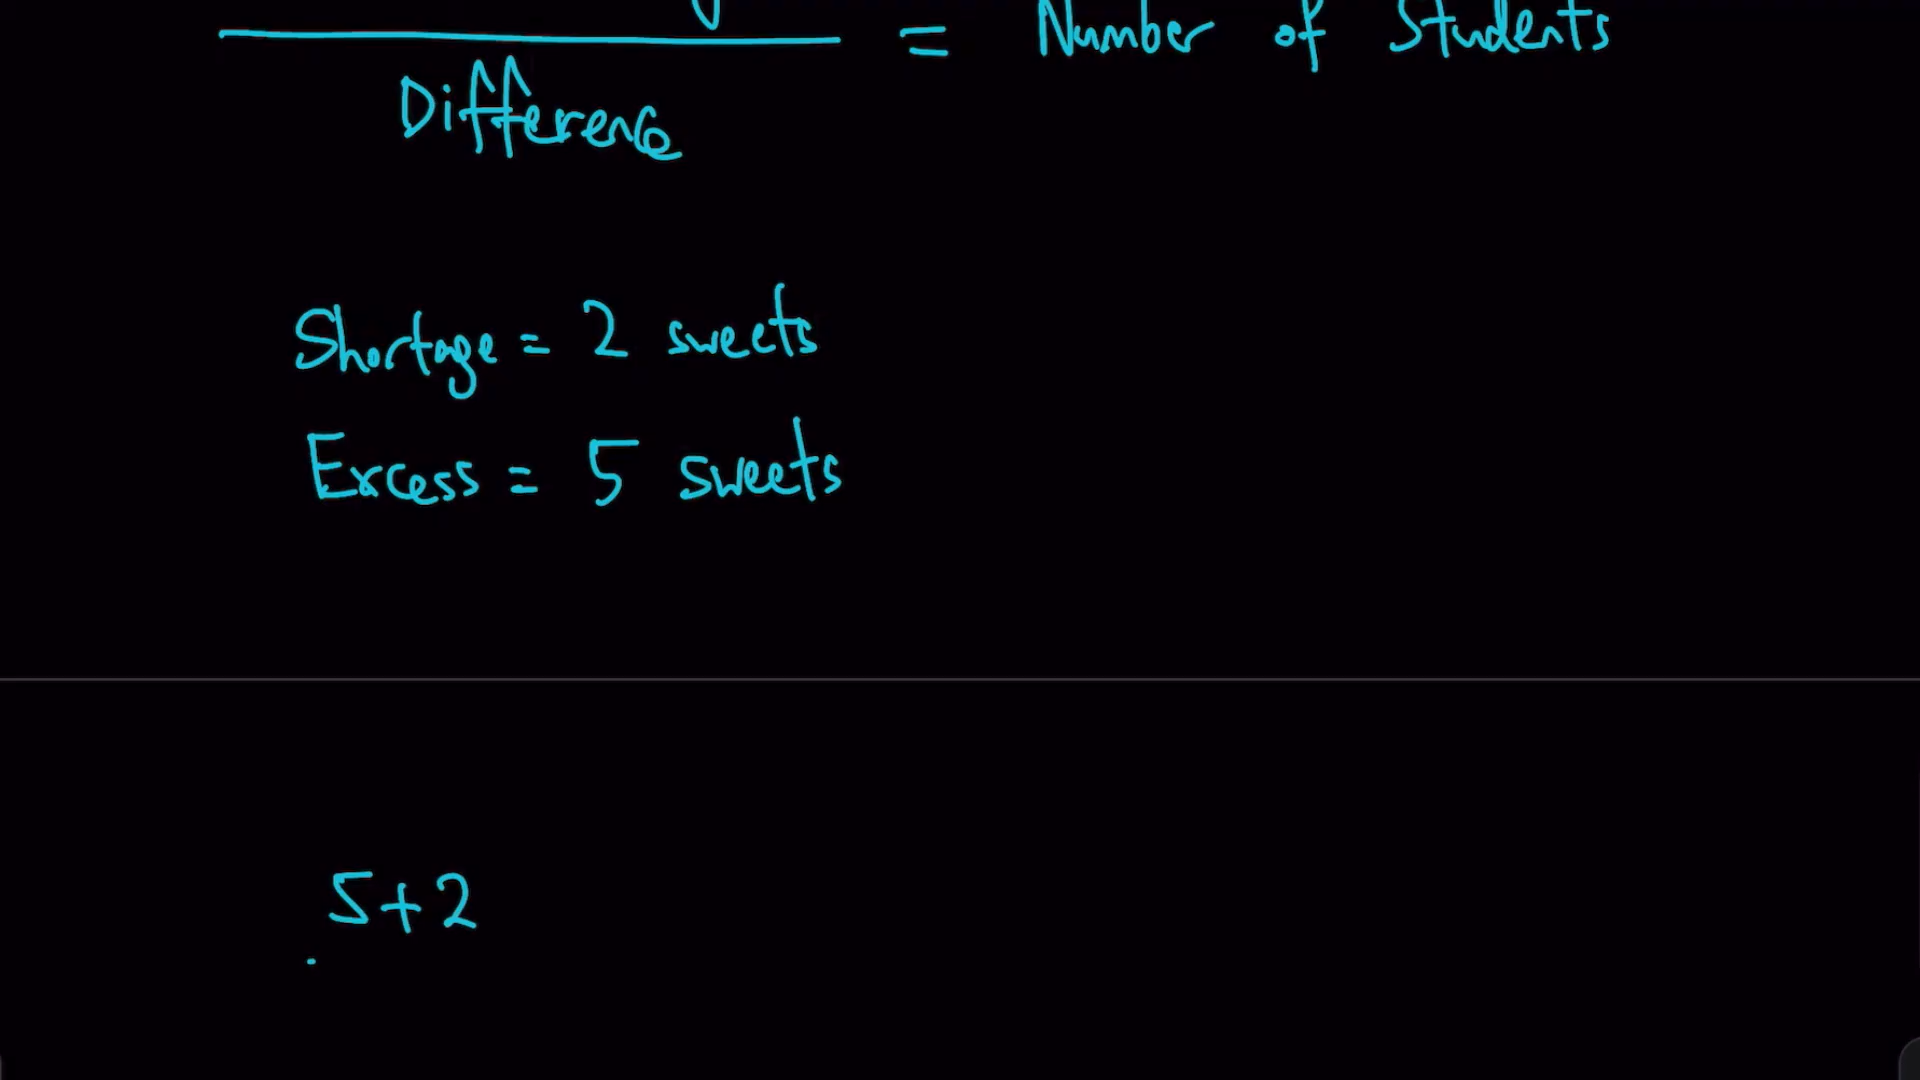 = Number of Students
Difference
Shortage = 2 sweets
Excess = 5 sweets
5+2